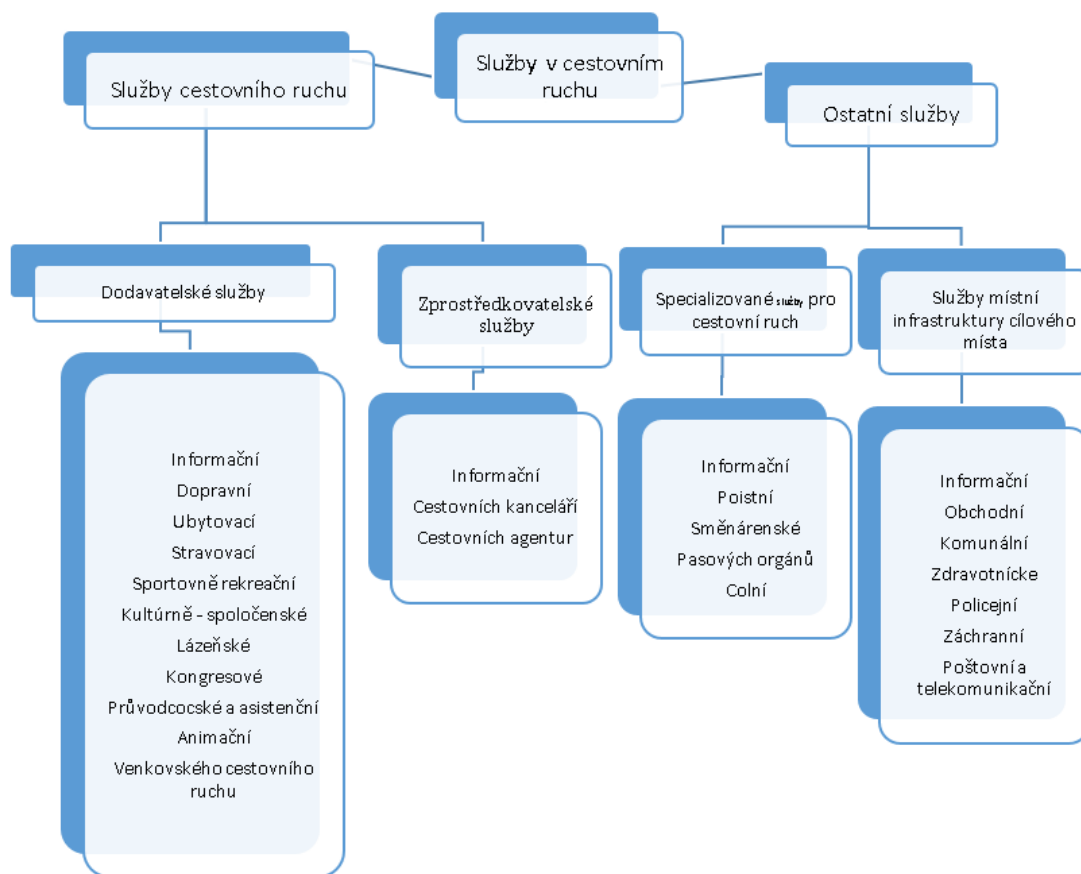 Služby v cestovním
ruchu
Služby cestovního ruchu
Ostatní služby
Dodavatelské služby
Zprostředkovatelské
služby
Specializované služby pro
cestovní ruch
Služby místní
infrastruktury cílového
místa
Informační
Dopravní
Ubytovací
Stravovací
Sportovně rekreační
Kultúrně - spoločenské
Lázeňské
Kongresové
Průvodcocské a asistenční
Animační
Venkovského cestovního
ruchu
Informační
Cestovních kanceláří
Cestovních agentur
Informační
Poistní
Směnárenské
Pasových orgánů
Colní
Informační
Obchodní
Komunální
Zdravotnícke
Policejní
Záchranní
Poštovní a
telekomunikační